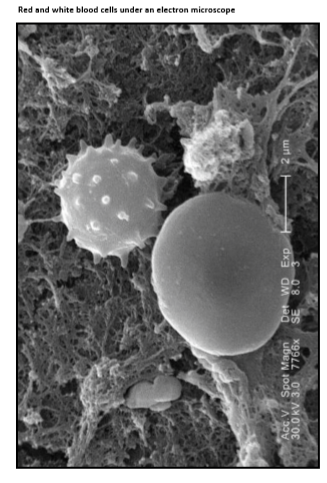 Red and white blood cells under an electron microscope
Acc.V Spot Magn Det WD Exp
30.0 kV 3.0 7766x SE 8.0 3
2 µm